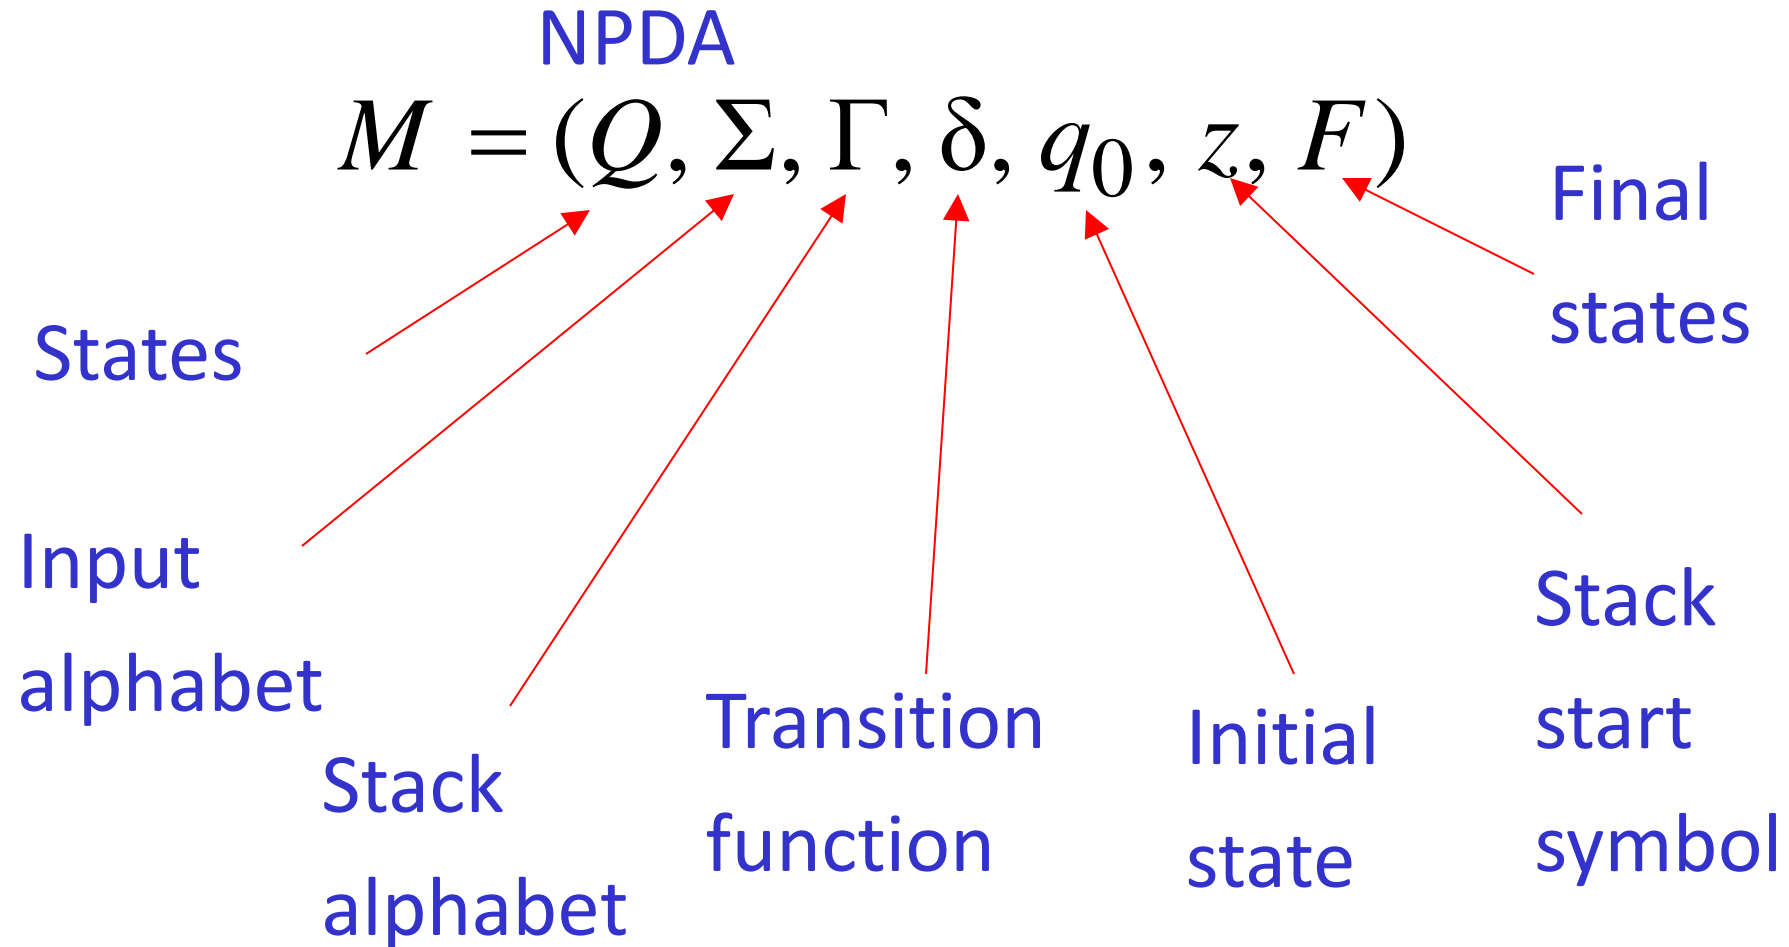 NPDA
M = (Q, Σ, Γ, δ, q₀, z, F)
Final
states
States
Input
alphabet
Stack
alphabet
Transition
function
Initial
state
Stack
start
symbol